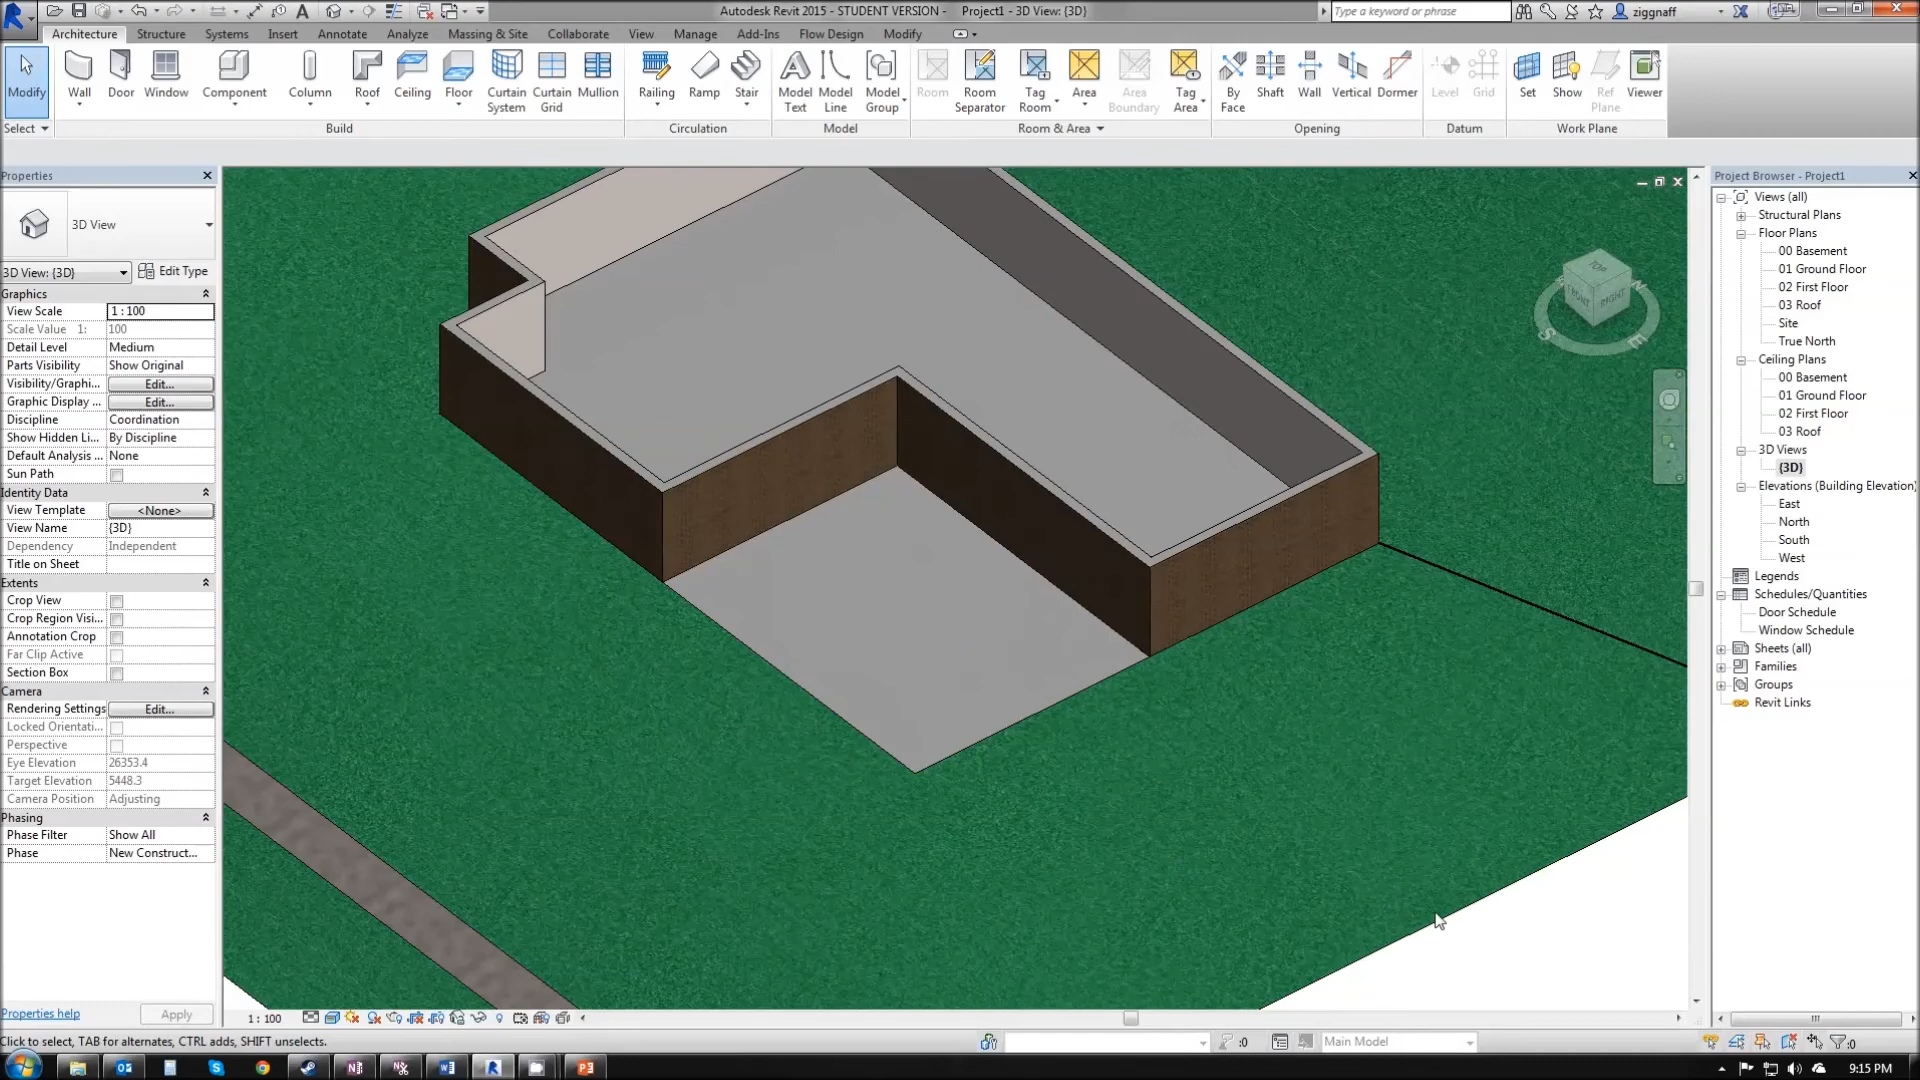 Autodesk Revit 2015 - STUDENT VERSION - Project1 - 3D View: {3D}
Type a keyword or phrase
ziggnaff
Architecture Structure Systems Insert Annotate Analyze Massing & Site Collaborate View Manage Add-Ins Flow Design Modify
Modify Wall Door Window Component Column Roof Ceiling Floor Curtain System Curtain Grid Mullion Railing Ramp Stair Model Text Model Line Model Group Room Room Separator Tag Room Area Area Boundary Tag Area By Face Shaft Wall Vertical Dormer Level Grid Set Show Ref Plane Viewer
Select Build Circulation Model Room & Area Opening Datum Work Plane
Properties
3D View
3D View: {3D} Edit Type
Graphics
View Scale 1 : 100
Scale Value 1: 100
Detail Level Medium
Parts Visibility Show Original
Visibility/Graphi... Edit...
Graphic Display ... Edit...
Discipline Coordination
Show Hidden Li... By Discipline
Default Analysis ... None
Sun Path
Identity Data
View Template <None>
View Name {3D}
Dependency Independent
Title on Sheet
Extents
Crop View
Crop Region Visi...
Annotation Crop
Far Clip Active
Section Box
Camera
Rendering Settings Edit...
Locked Orientati...
Perspective
Eye Elevation 26353.4
Target Elevation 5448.3
Camera Position Adjusting
Phasing
Phase Filter Show All
Phase New Construct...
Properties help Apply
TOP
FRONT RIGHT
S E
Project Browser - Project1
Views (all)
Structural Plans
Floor Plans
00 Basement
01 Ground Floor
02 First Floor
03 Roof
Site
True North
Ceiling Plans
00 Basement
01 Ground Floor
02 First Floor
03 Roof
3D Views
{3D}
Elevations (Building Elevation)
East
North
South
West
Legends
Schedules/Quantities
Door Schedule
Window Schedule
Sheets (all)
Families
Groups
Revit Links
1 : 100
Click to select, TAB for alternates, CTRL adds, SHIFT unselects.
:0
Main Model
:0
9:15 PM